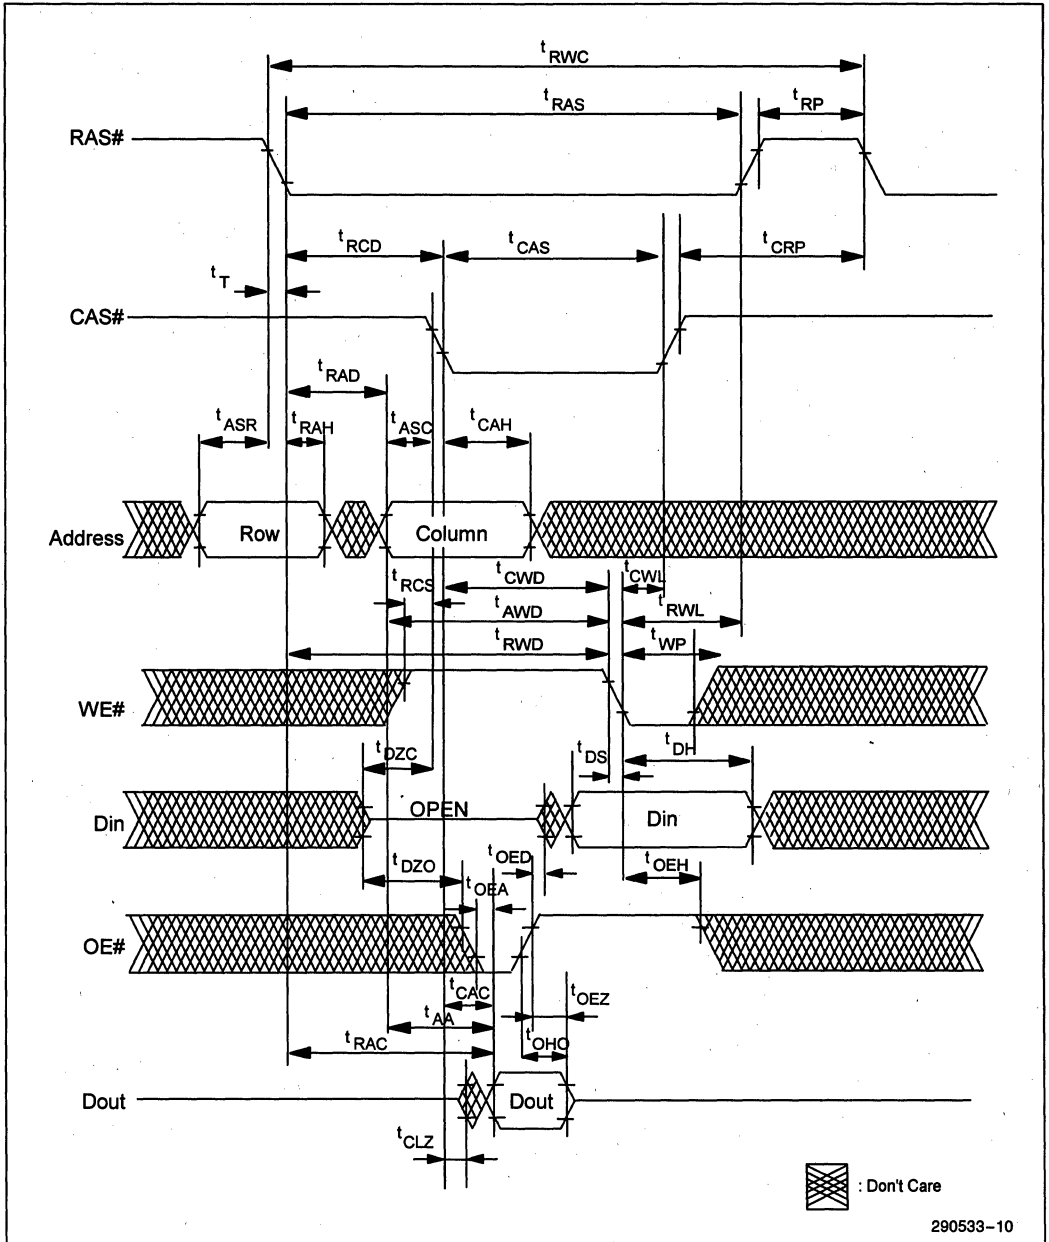 tRWC
tRAS
tRP
RAS#
tRCD
tCAS
tCRP
tT
CAS#
tRAD
tASR
tRAH
tASC
tCAH
Address
Row
Column
tRCS
tCWD
tCWL
tAWD
tRWL
tRWD
tWP
WE#
tDZC
tDS
tDH
Din
OPEN
Din
tDZO
tOED
tOEH
tOEA
OE#
tCAC
tOEZ
tAA
tOHO
tRAC
Dout
Dout
tCLZ
: Don't Care
290533-10